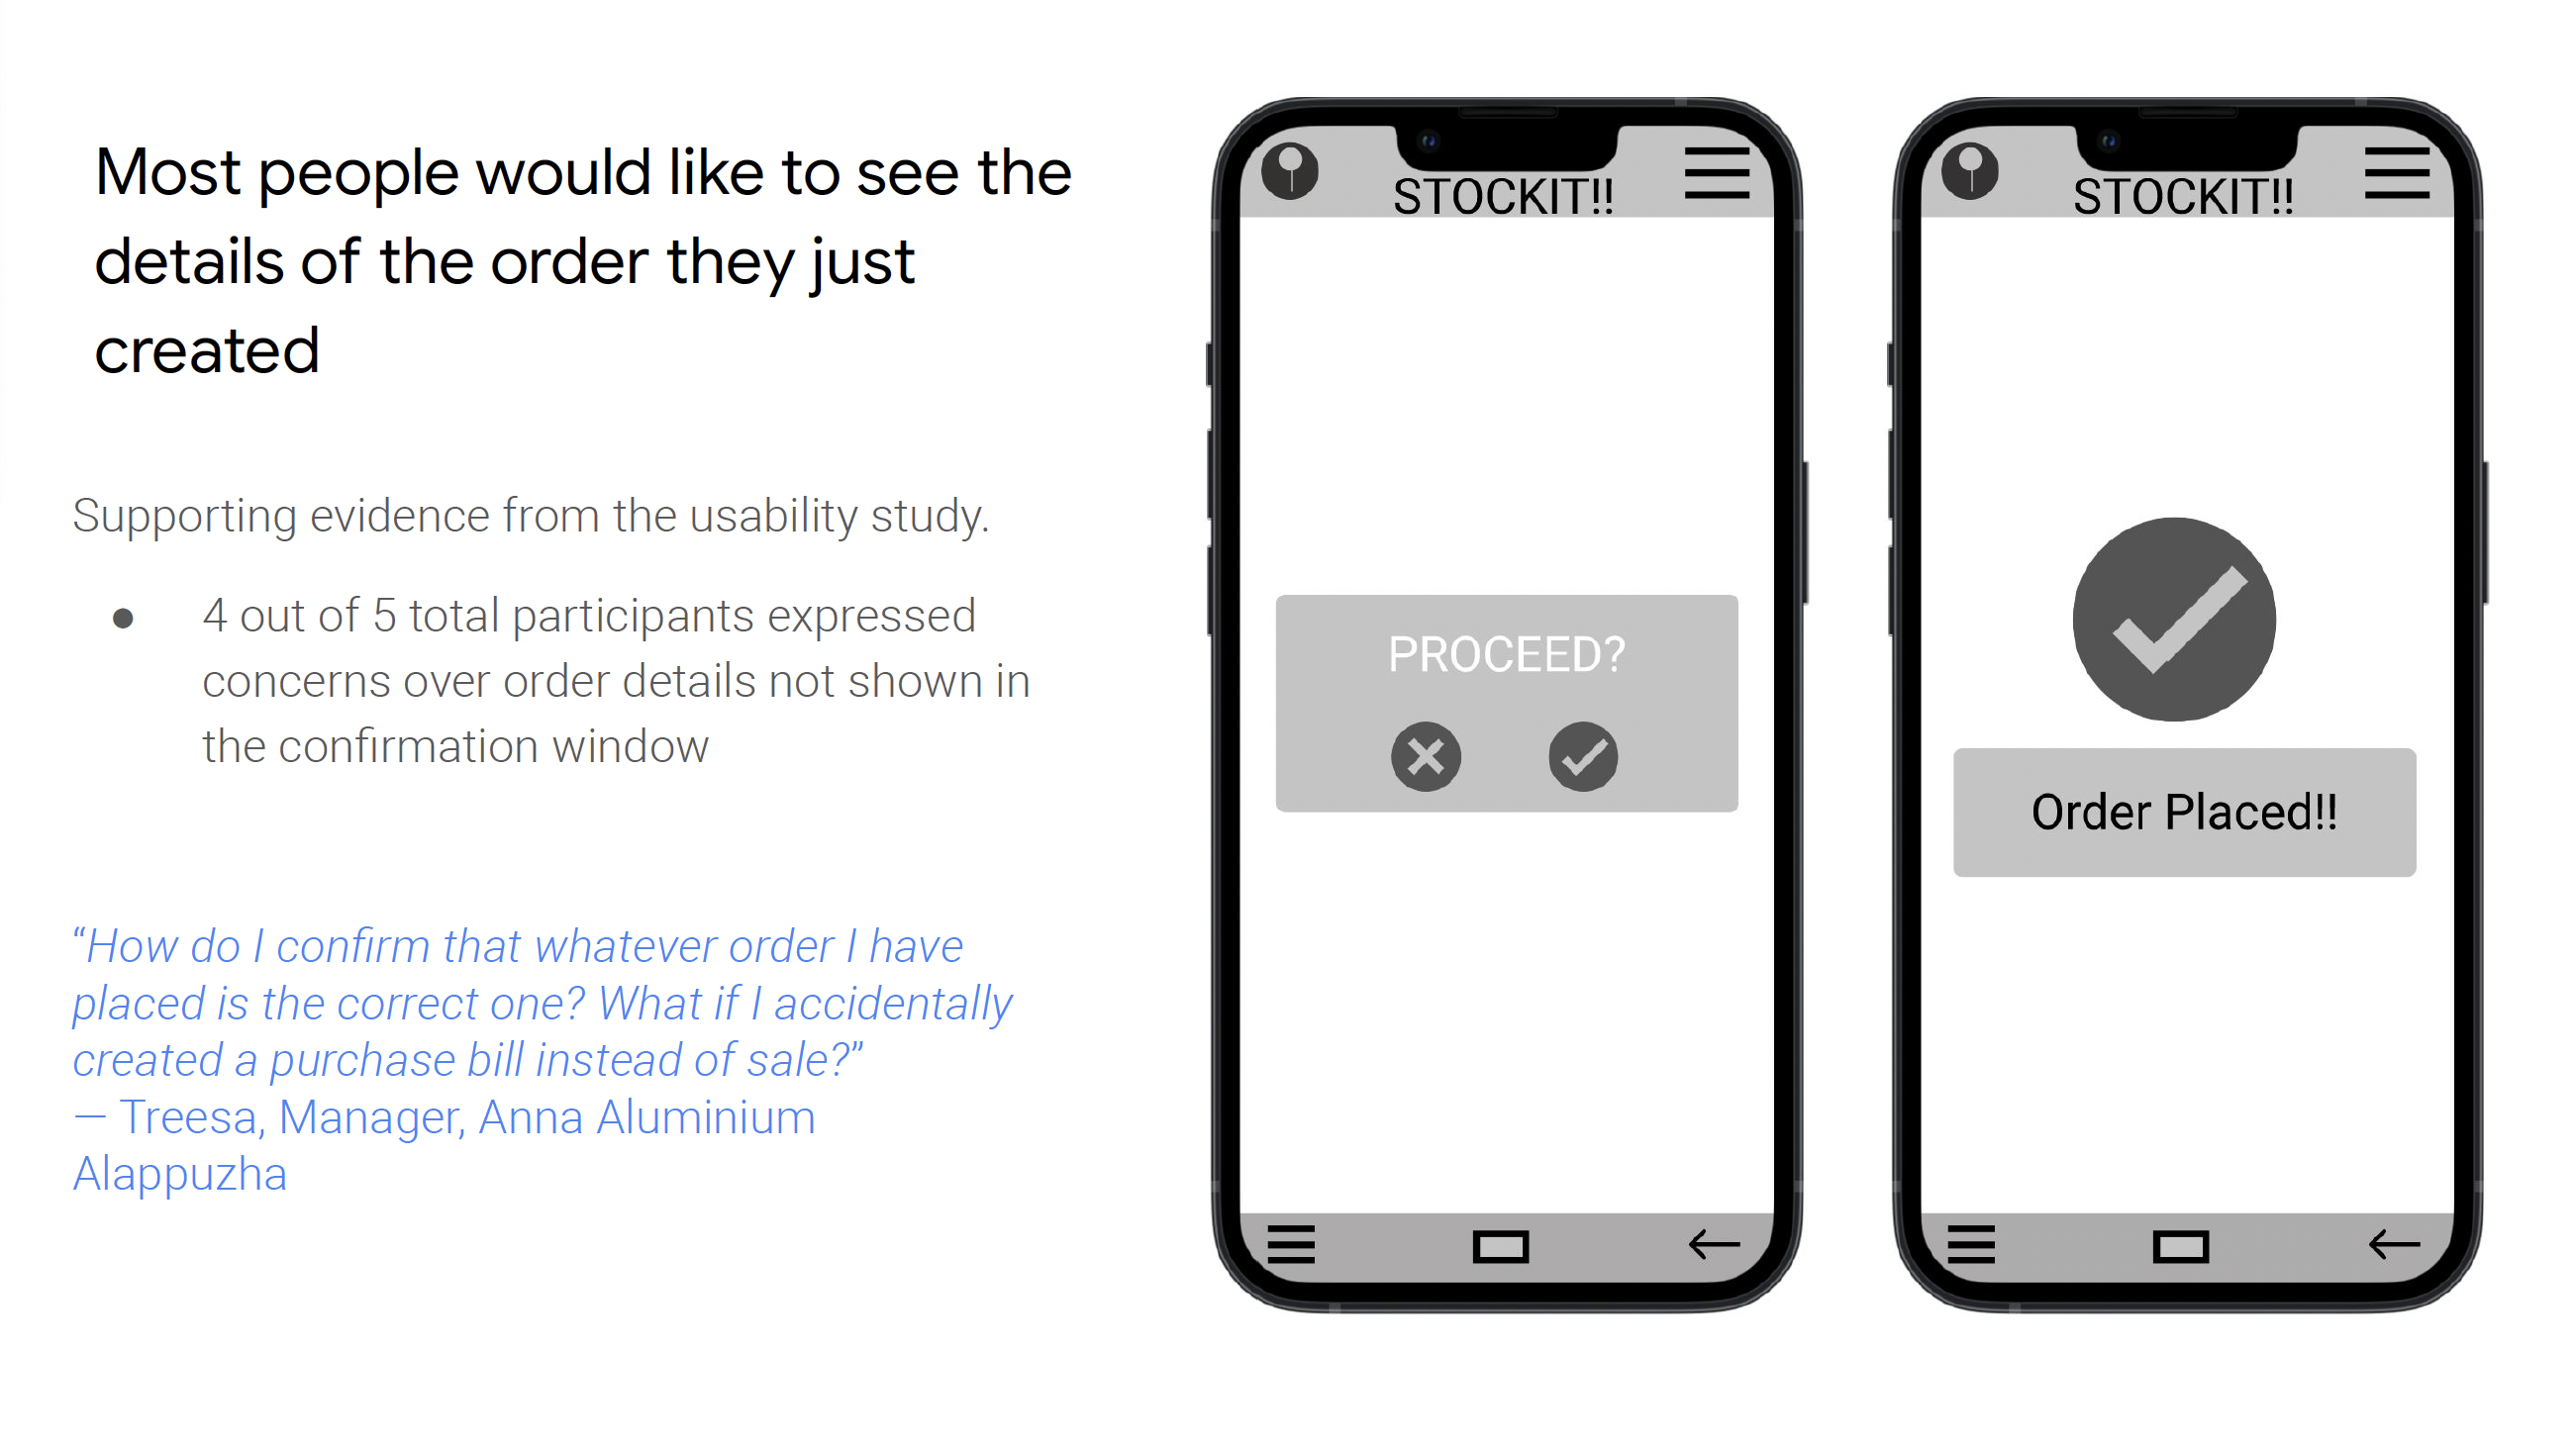 Most people would like to see the
details of the order they just
created
Supporting evidence from the usability study.
● 4 out of 5 total participants expressed
concerns over order details not shown in
the confirmation window
“How do I confirm that whatever order I have
placed is the correct one? What if I accidentally
created a purchase bill instead of sale?”
— Treesa, Manager, Anna Aluminium
Alappuzha
STOCKIT!!
PROCEED?
STOCKIT!!
Order Placed!!